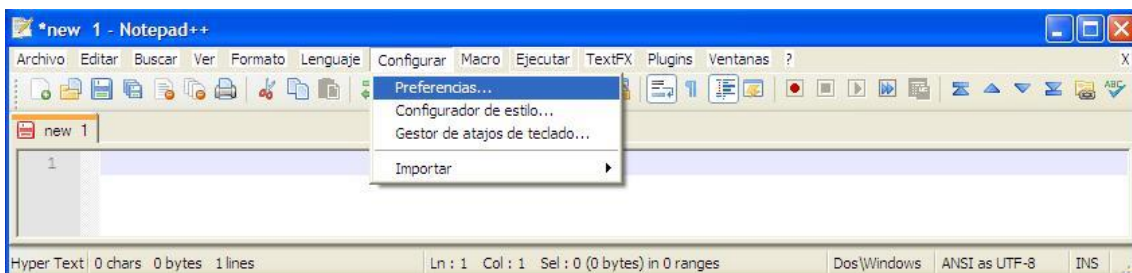 *new 1 - Notepad++
Archivo Editar Buscar Ver Formato Lenguaje Configurar Macro Ejecutar TextFX Plugins Ventanas ? X
Preferencias...
Configurador de estilo...
Gestor de atajos de teclado...
Importar
new 1
1
Hyper Text 0 chars 0 bytes 1 lines Ln : 1 Col : 1 Sel : 0 (0 bytes) in 0 ranges Dos\Windows ANSI as UTF-8 INS
ABC